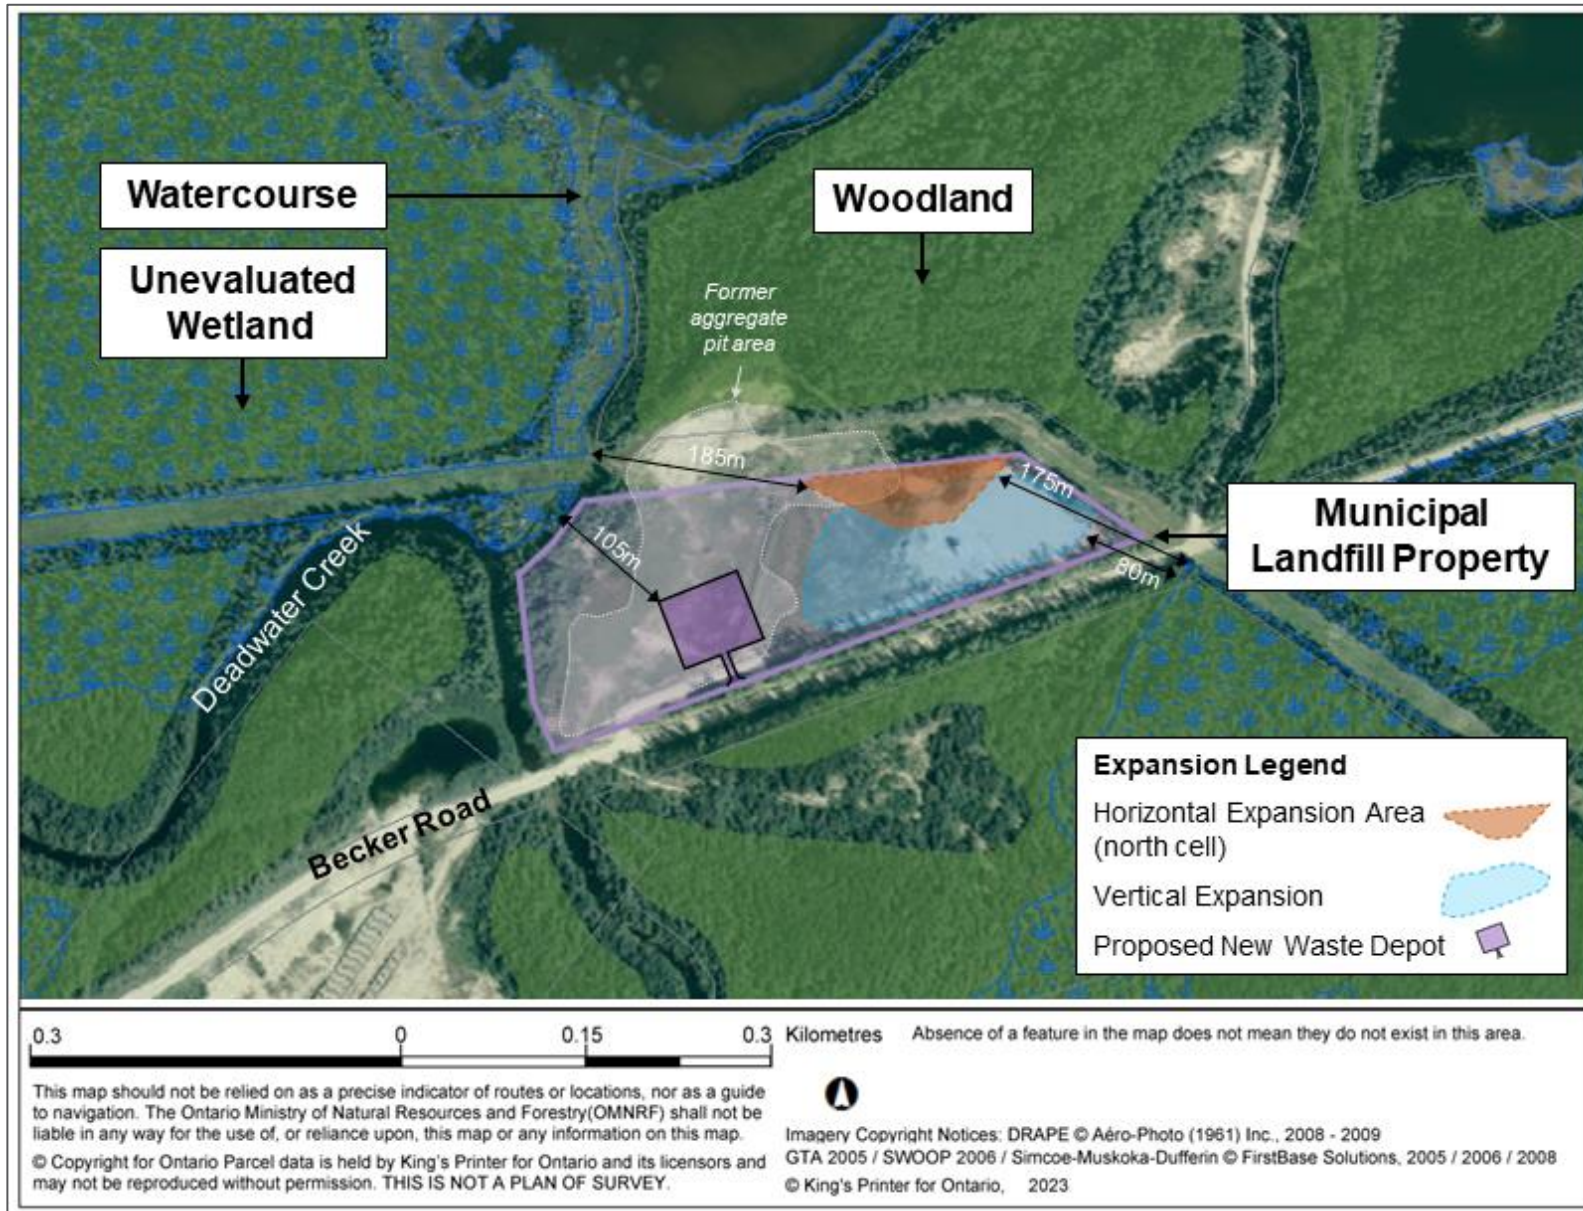 Watercourse
Unevaluated
Wetland
Woodland
Former
aggregate
pit area
185m
175m
105m
80m
Municipal
Landfill Property
Deadwater Creek
Becker Road
Expansion Legend
Horizontal Expansion Area
(north cell)
Vertical Expansion
Proposed New Waste Depot
0.3 0 0.15 0.3 Kilometres
Absence of a feature in the map does not mean they do not exist in this area.
This map should not be relied on as a precise indicator of routes or locations, nor as a guide
to navigation. The Ontario Ministry of Natural Resources and Forestry(OMNRF) shall not be
liable in any way for the use of, or reliance upon, this map or any information on this map.
© Copyright for Ontario Parcel data is held by King's Printer for Ontario and its licensors and
may not be reproduced without permission. THIS IS NOT A PLAN OF SURVEY.
Imagery Copyright Notices: DRAPE © Aéro-Photo (1961) Inc., 2008 - 2009
GTA 2005 / SWOOP 2006 / Simcoe-Muskoka-Dufferin © FirstBase Solutions, 2005 / 2006 / 2008
© King's Printer for Ontario, 2023